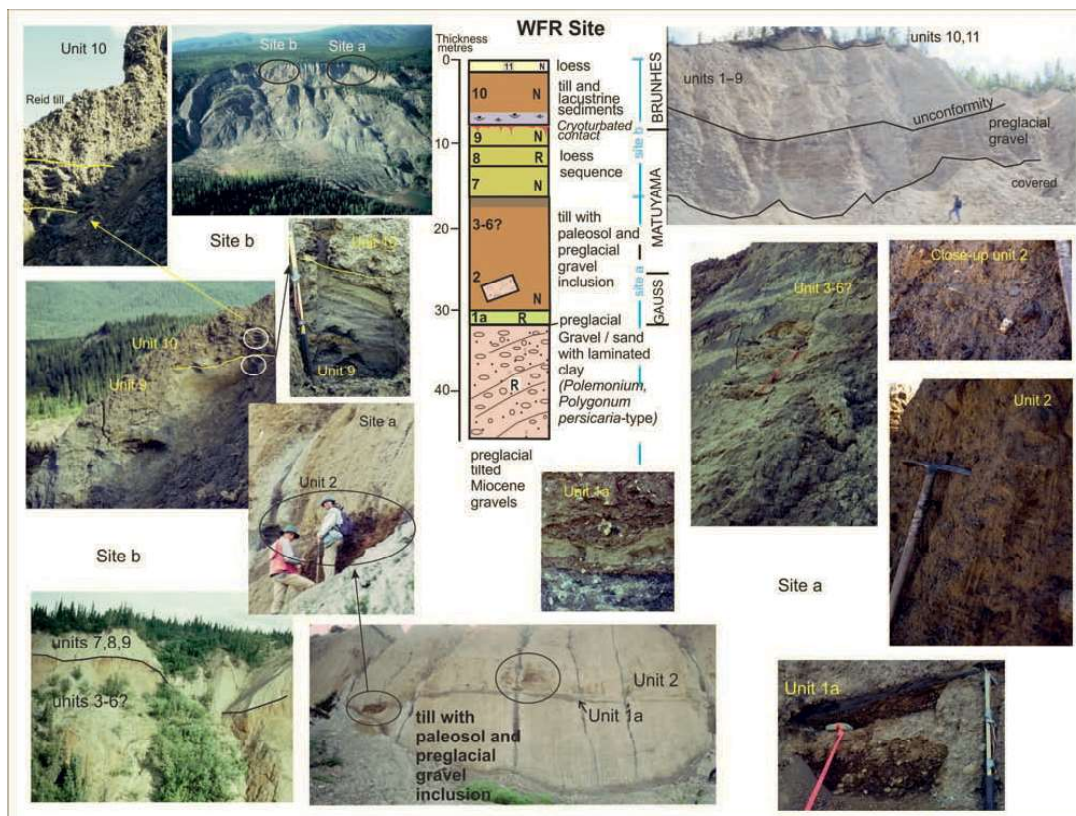 WFR Site
Unit 10
Reid till
Site b
Site a
Site b
Unit 10
Unit 9
Unit 10
Unit 9
Site a
Unit 2
Site b
units 7,8,9
units 3-6?
Thickness
metres
0
10
20
30
40
11 N
10 N
9 N
8 R
7 N
3-6?
2
N
1a R
R
loess
till and
lacustrine
sediments
Cryoturbated
contact
loess
sequence
till with
paleosol and
preglacial
gravel
inclusion
preglacial
Gravel / sand
with laminated
clay
(Polemonium,
Polygonum
persicaria-type)
preglacial
tilted
Miocene
gravels
site b
site a
BRUNHES
MATUYAMA
GAUSS
units 10,11
units 1-9
unconformity
preglacial
gravel
covered
Unit 3-6?
Close-up unit 2
Unit 2
Unit 1a
Site a
Unit 2
Unit 1a
till with
paleosol and
preglacial
gravel
inclusion
Unit 1a